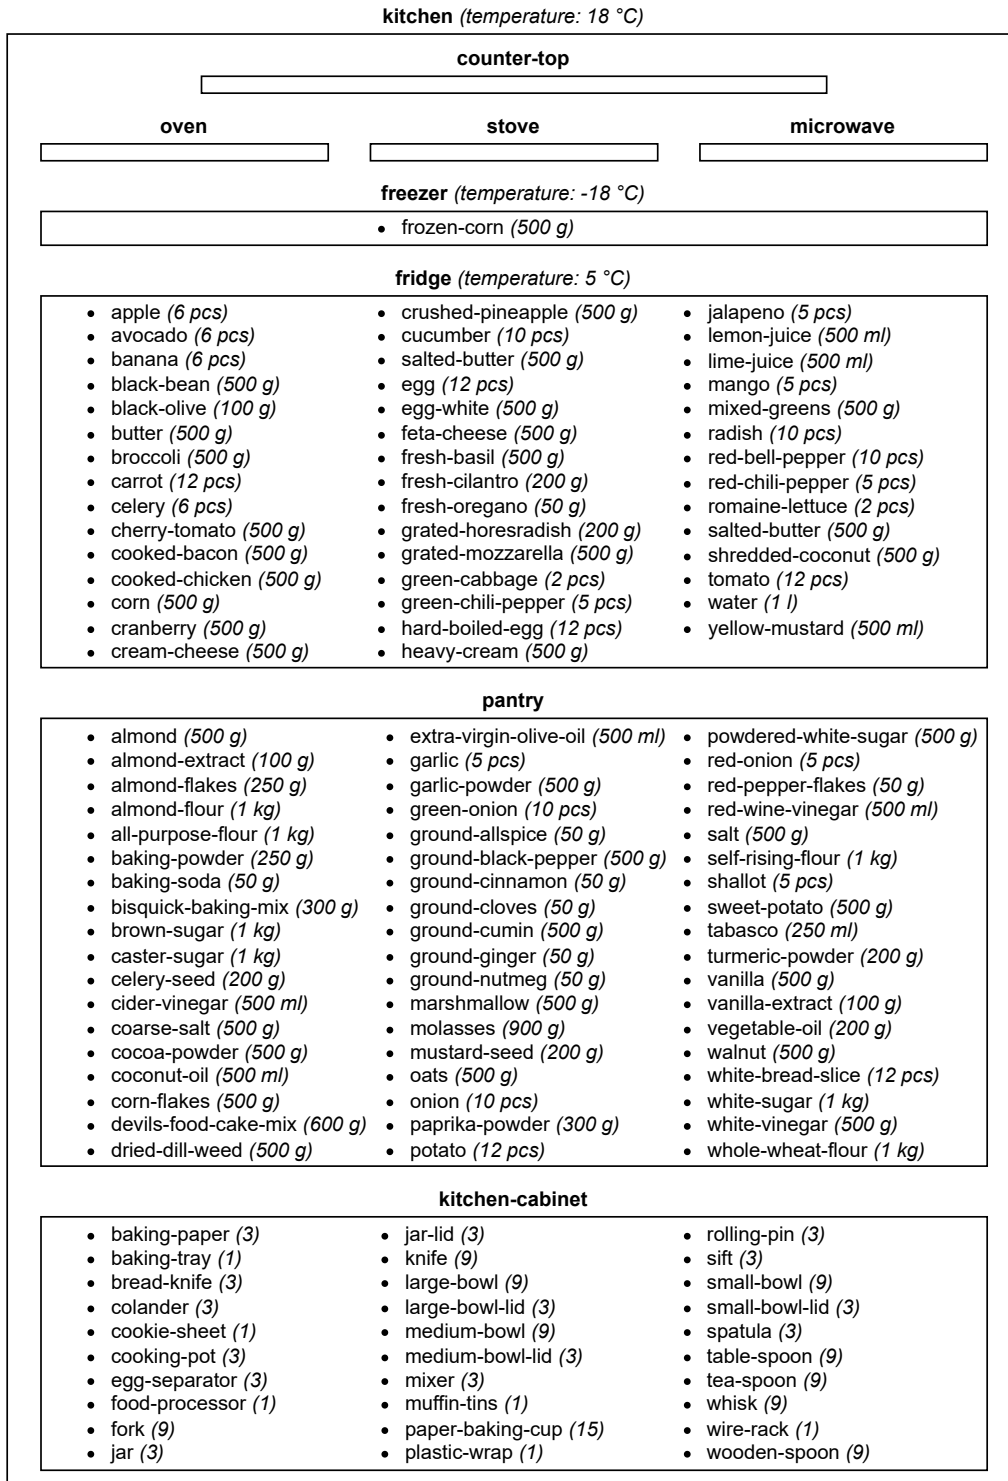 kitchen (temperature: 18 °C)
counter-top
oven stove microwave
freezer (temperature: -18 °C)
• frozen-corn (500 g)
fridge (temperature: 5 °C)
• apple (6 pcs)
• avocado (6 pcs)
• banana (6 pcs)
• black-bean (500 g)
• black-olive (100 g)
• butter (500 g)
• broccoli (500 g)
• carrot (12 pcs)
• celery (6 pcs)
• cherry-tomato (500 g)
• cooked-bacon (500 g)
• cooked-chicken (500 g)
• corn (500 g)
• cranberry (500 g)
• cream-cheese (500 g)
• crushed-pineapple (500 g)
• cucumber (10 pcs)
• salted-butter (500 g)
• egg (12 pcs)
• egg-white (500 g)
• feta-cheese (500 g)
• fresh-basil (500 g)
• fresh-cilantro (200 g)
• fresh-oregano (50 g)
• grated-horesradish (200 g)
• grated-mozzarella (500 g)
• green-cabbage (2 pcs)
• green-chili-pepper (5 pcs)
• hard-boiled-egg (12 pcs)
• heavy-cream (500 g)
• jalapeno (5 pcs)
• lemon-juice (500 ml)
• lime-juice (500 ml)
• mango (5 pcs)
• mixed-greens (500 g)
• radish (10 pcs)
• red-bell-pepper (10 pcs)
• red-chili-pepper (5 pcs)
• romaine-lettuce (2 pcs)
• salted-butter (500 g)
• shredded-coconut (500 g)
• tomato (12 pcs)
• water (1 l)
• yellow-mustard (500 ml)
pantry
• almond (500 g)
• almond-extract (100 g)
• almond-flakes (250 g)
• almond-flour (1 kg)
• all-purpose-flour (1 kg)
• baking-powder (250 g)
• baking-soda (50 g)
• bisquick-baking-mix (300 g)
• brown-sugar (1 kg)
• caster-sugar (1 kg)
• celery-seed (200 g)
• cider-vinegar (500 ml)
• coarse-salt (500 g)
• cocoa-powder (500 g)
• coconut-oil (500 ml)
• corn-flakes (500 g)
• devils-food-cake-mix (600 g)
• dried-dill-weed (500 g)
• extra-virgin-olive-oil (500 ml)
• garlic (5 pcs)
• garlic-powder (500 g)
• green-onion (10 pcs)
• ground-allspice (50 g)
• ground-black-pepper (500 g)
• ground-cinnamon (50 g)
• ground-cloves (50 g)
• ground-cumin (500 g)
• ground-ginger (50 g)
• ground-nutmeg (50 g)
• marshmallow (500 g)
• molasses (900 g)
• mustard-seed (200 g)
• oats (500 g)
• onion (10 pcs)
• paprika-powder (300 g)
• potato (12 pcs)
• powdered-white-sugar (500 g)
• red-onion (5 pcs)
• red-pepper-flakes (50 g)
• red-wine-vinegar (500 ml)
• salt (500 g)
• self-rising-flour (1 kg)
• shallot (5 pcs)
• sweet-potato (500 g)
• tabasco (250 ml)
• turmeric-powder (200 g)
• vanilla (500 g)
• vanilla-extract (100 g)
• vegetable-oil (200 g)
• walnut (500 g)
• white-bread-slice (12 pcs)
• white-sugar (1 kg)
• white-vinegar (500 g)
• whole-wheat-flour (1 kg)
kitchen-cabinet
• baking-paper (3)
• baking-tray (1)
• bread-knife (3)
• colander (3)
• cookie-sheet (1)
• cooking-pot (3)
• egg-separator (3)
• food-processor (1)
• fork (9)
• jar (3)
• jar-lid (3)
• knife (9)
• large-bowl (9)
• large-bowl-lid (3)
• medium-bowl (9)
• medium-bowl-lid (3)
• mixer (3)
• muffin-tins (1)
• paper-baking-cup (15)
• plastic-wrap (1)
• rolling-pin (3)
• sift (3)
• small-bowl (9)
• small-bowl-lid (3)
• spatula (3)
• table-spoon (9)
• tea-spoon (9)
• whisk (9)
• wire-rack (1)
• wooden-spoon (9)